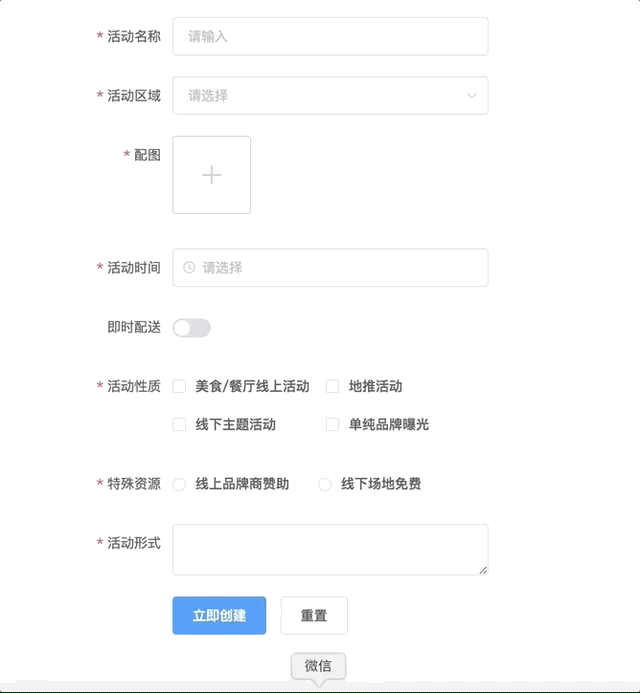 * 活动名称 请输入
* 活动区域 请选择
* 配图
* 活动时间 请选择
即时配送
* 活动性质 美食/餐厅线上活动 地推活动
线下主题活动 单纯品牌曝光
* 特殊资源 线上品牌商赞助 线下场地免费
* 活动形式
立即创建 重置
微信